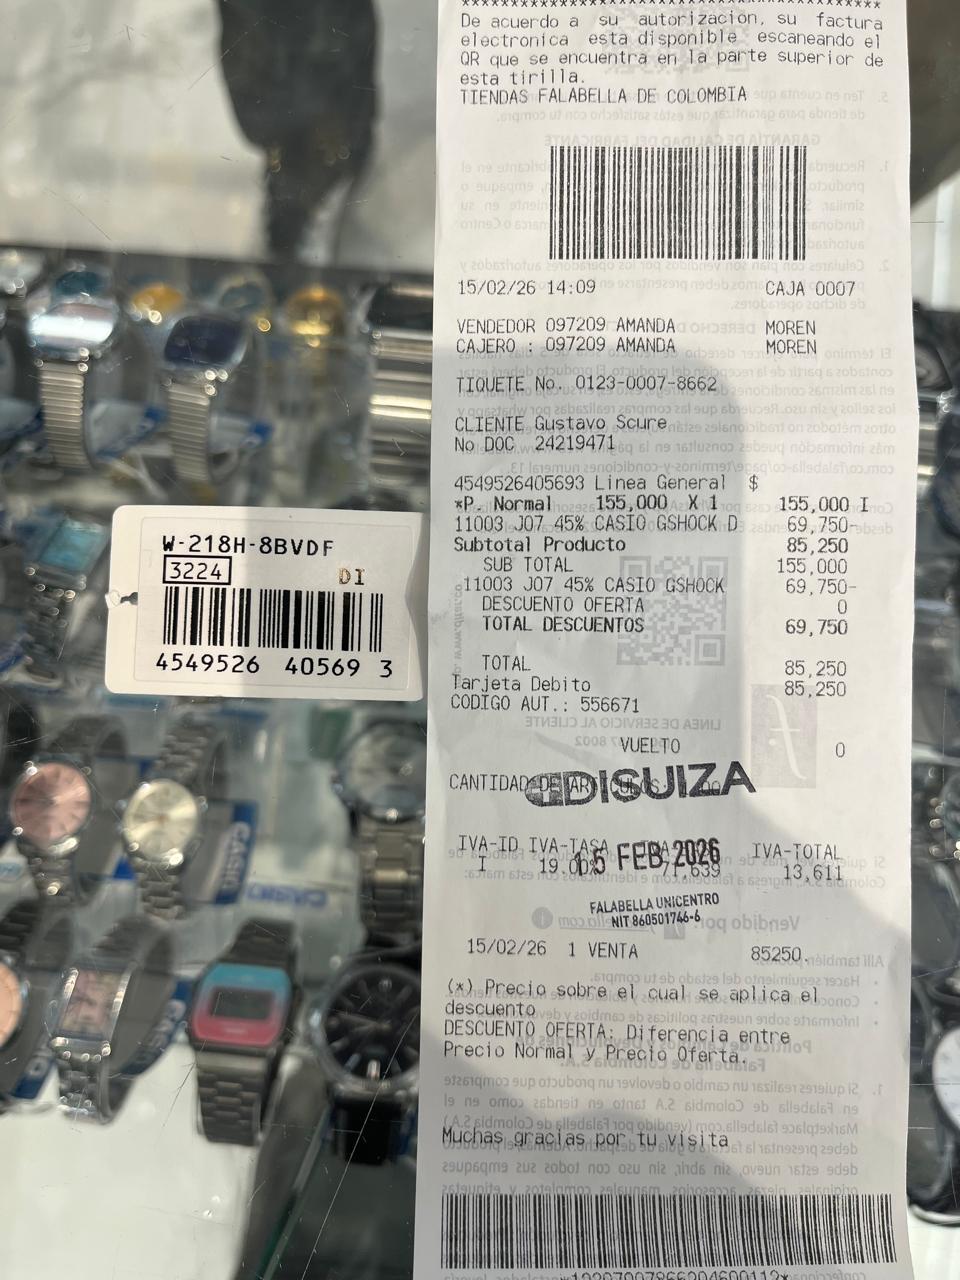 De acuerdo a su autorizacion, su factura
electronica esta disponible escaneando el
QR que se encuentra en la parte superior de
esta tirilla.
TIENDAS FALABELLA DE COLOMBIA
15/02/26 14:09 CAJA 0007
VENDEDOR 097209 AMANDA MOREN
CAJERO : 097209 AMANDA MOREN
TIQUETE No. 0123-0007-8662
CLIENTE Gustavo Scure
No DOC 24219471
4549526405693 Linea General $
*P. Normal 155,000 X 1 155,000 I
11003 J07 45% CASIO GSHOCK D 69,750-
Subtotal Producto 85,250
SUB TOTAL 155,000
11003 J07 45% CASIO GSHOCK 69,750-
DESCUENTO OFERTA 0
TOTAL DESCUENTOS 69,750
TOTAL 85,250
Tarjeta Debito 85,250
CODIGO AUT.: 556671
VUELTO 0
CANTIDAD DE AR
DISUIZA
IVA-ID IVA-TASA IVA-TOTAL
I 19.00% 71,639 13,611
15 FEB 2026
FALABELLA UNICENTRO
NIT 860501746-6
15/02/26 1 VENTA 85250.
(*) Precio sobre el cual se aplica el
descuento
DESCUENTO OFERTA: Diferencia entre
Precio Normal y Precio Oferta.
Muchas gracias por tu visita
W-218H-8BVDF
3224 DI
4549526 40569 3
CASIO